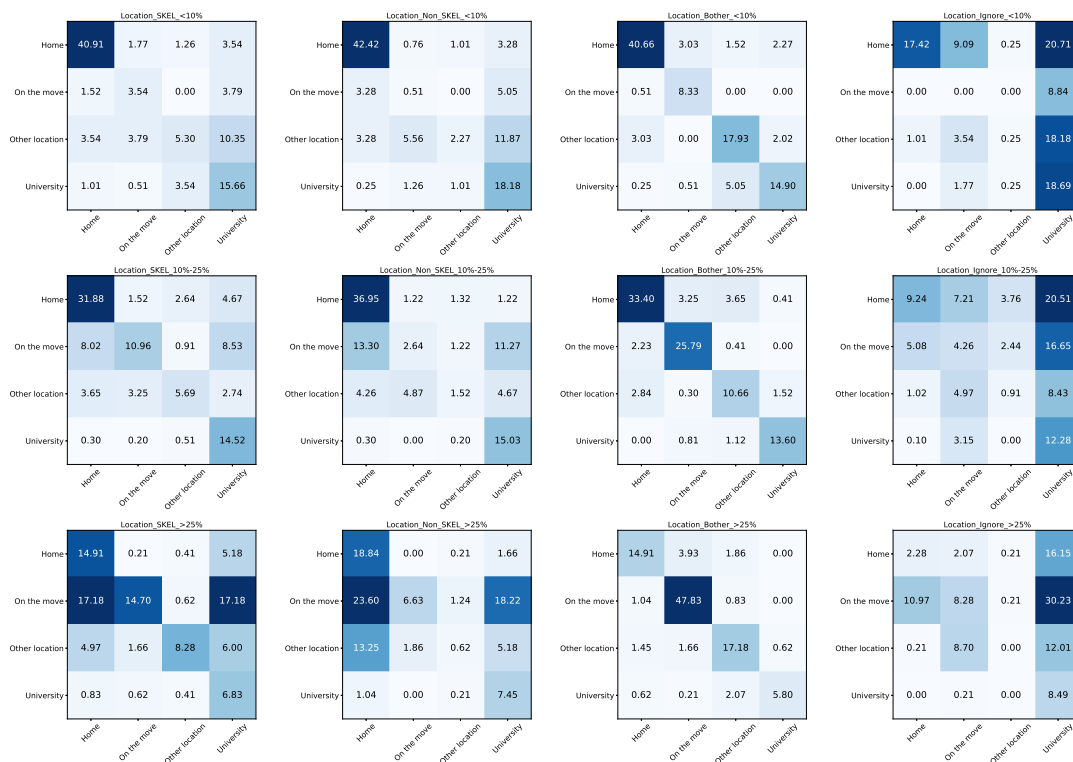 Location_SKEL_<10%
Home 40.91 1.77 1.26 3.54
On the move 1.52 3.54 0.00 3.79
Other location 3.54 3.79 5.30 10.35
University 1.01 0.51 3.54 15.66
Home On the move Other location University
Location_Non_SKEL_<10%
Home 42.42 0.76 1.01 3.28
On the move 3.28 0.51 0.00 5.05
Other location 3.28 5.56 2.27 11.87
University 0.25 1.26 1.01 18.18
Home On the move Other location University
Location_Bother_<10%
Home 40.66 3.03 1.52 2.27
On the move 0.51 8.33 0.00 0.00
Other location 3.03 0.00 17.93 2.02
University 0.25 0.51 5.05 14.90
Home On the move Other location University
Location_Ignore_<10%
Home 17.42 9.09 0.25 20.71
On the move 0.00 0.00 0.00 8.84
Other location 1.01 3.54 0.25 18.18
University 0.00 1.77 0.25 18.69
Home On the move Other location University
Location_SKEL_10%-25%
Home 31.88 1.52 2.64 4.67
On the move 8.02 10.96 0.91 8.53
Other location 3.65 3.25 5.69 2.74
University 0.30 0.20 0.51 14.52
Home On the move Other location University
Location_Non_SKEL_10%-25%
Home 36.95 1.22 1.32 1.22
On the move 13.30 2.64 1.22 11.27
Other location 4.26 4.87 1.52 4.67
University 0.30 0.00 0.20 15.03
Home On the move Other location University
Location_Bother_10%-25%
Home 33.40 3.25 3.65 0.41
On the move 2.23 25.79 0.41 0.00
Other location 2.84 0.30 10.66 1.52
University 0.00 0.81 1.12 13.60
Home On the move Other location University
Location_Ignore_10%-25%
Home 9.24 7.21 3.76 20.51
On the move 5.08 4.26 2.44 16.65
Other location 1.02 4.97 0.91 8.43
University 0.10 3.15 0.00 12.28
Home On the move Other location University
Location_SKEL_>25%
Home 14.91 0.21 0.41 5.18
On the move 17.18 14.70 0.62 17.18
Other location 4.97 1.66 8.28 6.00
University 0.83 0.62 0.41 6.83
Home On the move Other location University
Location_Non_SKEL_>25%
Home 18.84 0.00 0.21 1.66
On the move 23.60 6.63 1.24 18.22
Other location 13.25 1.86 0.62 5.18
University 1.04 0.00 0.21 7.45
Home On the move Other location University
Location_Bother_>25%
Home 14.91 3.93 1.86 0.00
On the move 1.04 47.83 0.83 0.00
Other location 1.45 1.66 17.18 0.62
University 0.62 0.21 2.07 5.80
Home On the move Other location University
Location_Ignore_>25%
Home 2.28 2.07 0.21 16.15
On the move 10.97 8.28 0.21 30.23
Other location 0.21 8.70 0.00 12.01
University 0.00 0.21 0.00 8.49
Home On the move Other location University